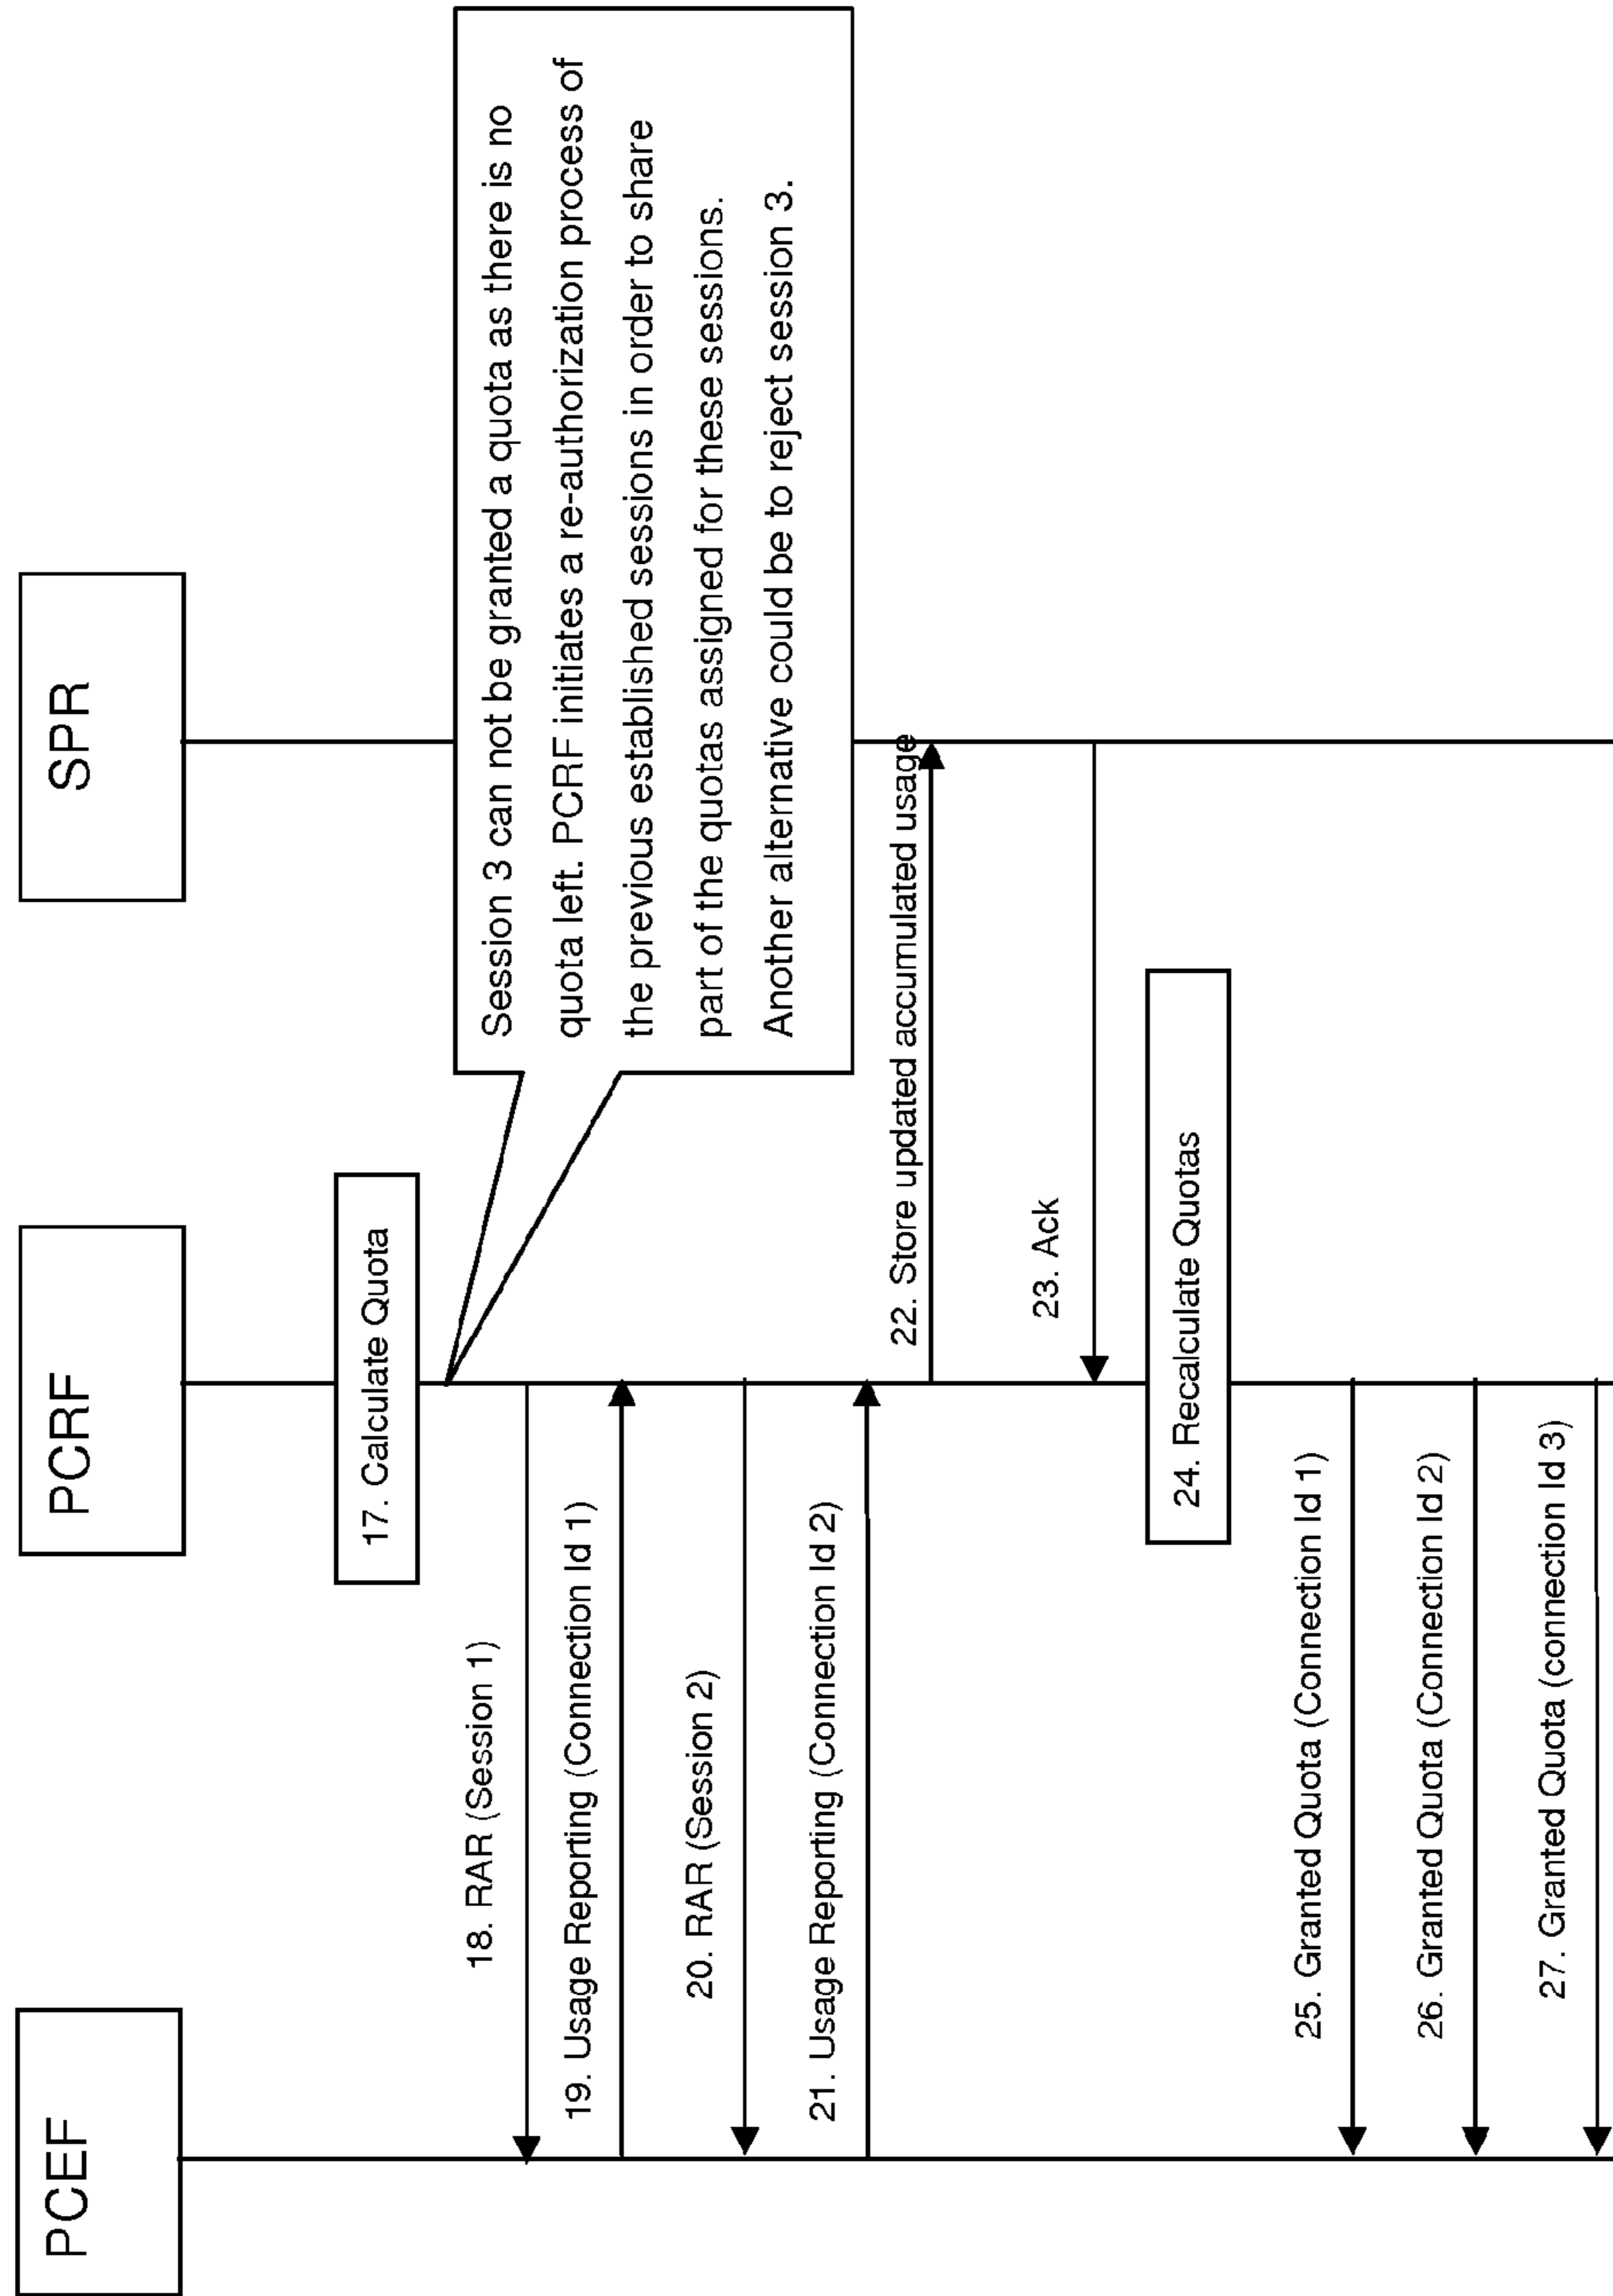 PCEF
PCRF
SPR
17. Calculate Quota
Session 3 can not be granted a quota as there is no
quota left. PCRF initiates a re-authorization process of
the previous established sessions in order to share
part of the quotas assigned for these sessions.
Another alternative could be to reject session 3.
18. RAR (Session 1)
19. Usage Reporting (Connection Id 1)
20. RAR (Session 2)
21. Usage Reporting (Connection Id 2)
22. Store updated accumulated usage
23. Ack
24. Recalculate Quotas
25. Granted Quota (Connection Id 1)
26. Granted Quota (Connection Id 2)
27. Granted Quota (connection Id 3)